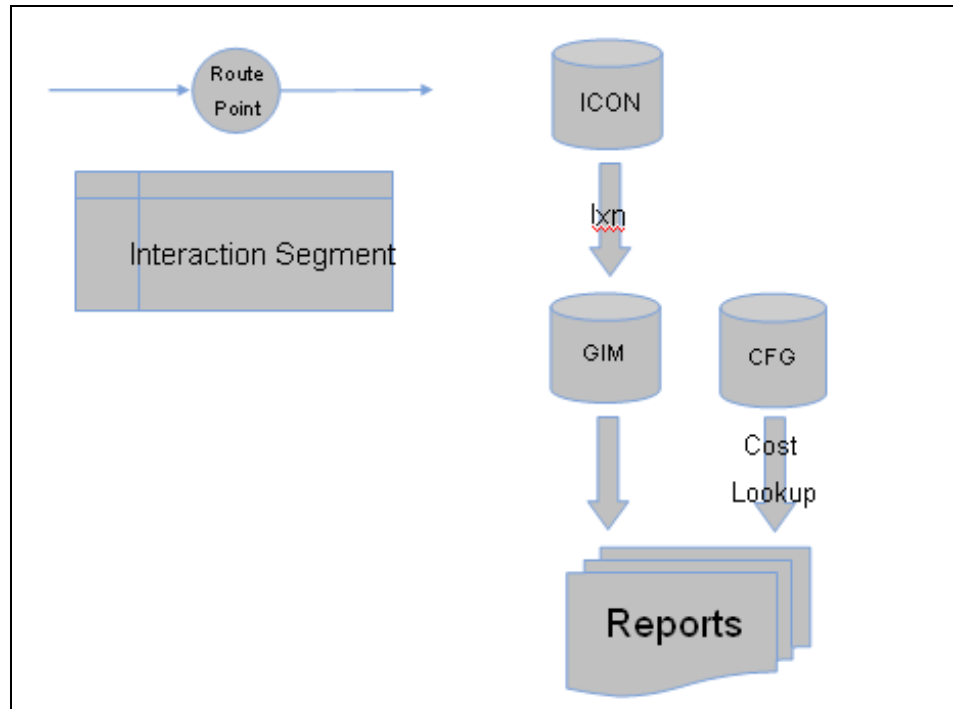 Route
Point
Interaction Segment
ICON
Ixn
GIM
CFG
Cost
Lookup
Reports